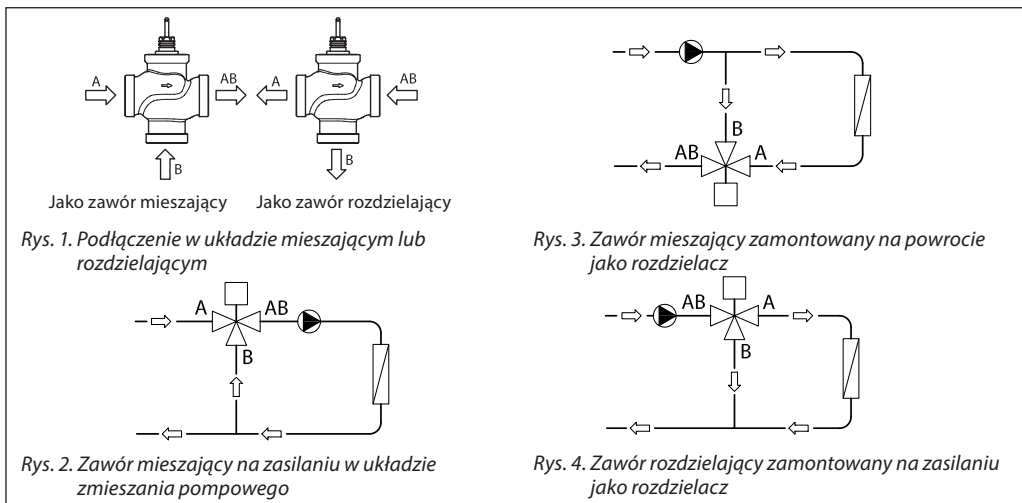 A
AB
A
AB
B
B
Jako zawór mieszający
Jako zawór rozdzielający
Rys. 1. Podłączenie w układzie mieszającym lub
rozdzielającym
B
AB
A
Rys. 3. Zawór mieszający zamontowany na powrocie
jako rozdzielacz
A
AB
B
Rys. 2. Zawór mieszający na zasilaniu w układzie
zmieszania pompowego
AB
A
B
Rys. 4. Zawór rozdzielający zamontowany na zasilaniu
jako rozdzielacz